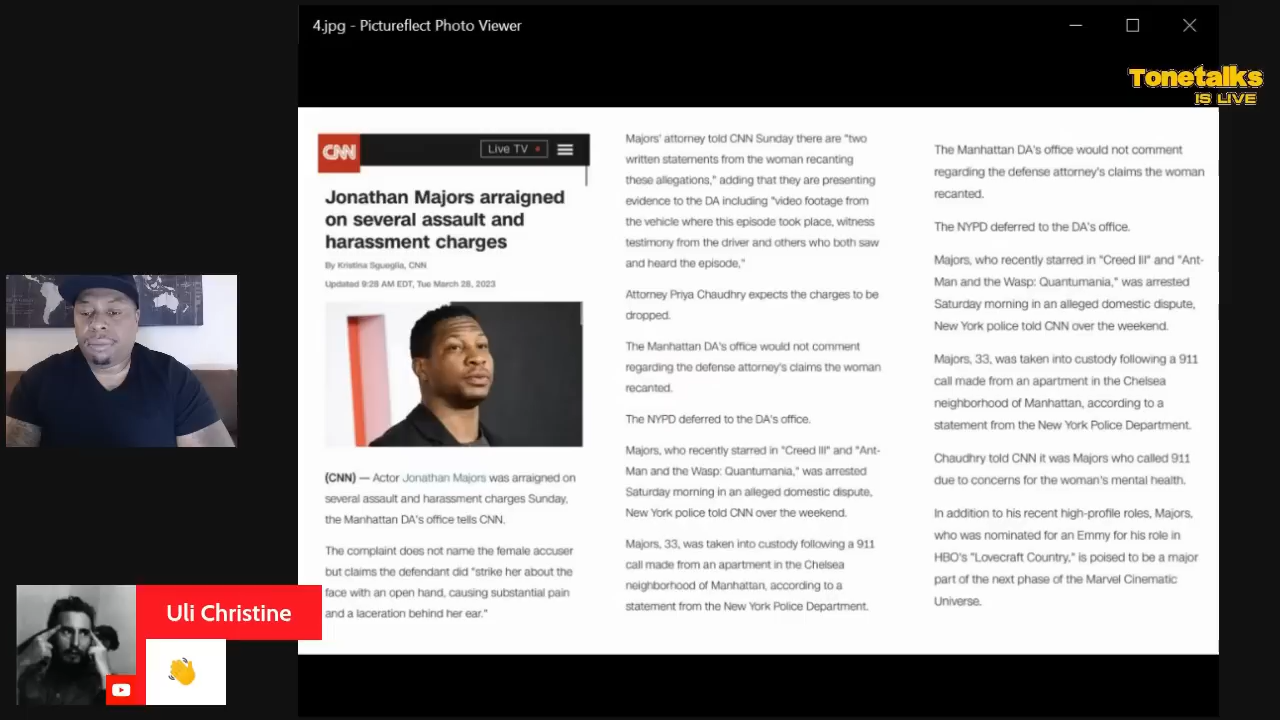 4.jpg - Pictureflect Photo Viewer
Tonetalks
IS LIVE
CNN
Live TV
Jonathan Majors arraigned
on several assault and
harassment charges
By Kristina Sgueglia, CNN
Updated 9:28 AM EDT, Tue March 28, 2023
(CNN) — Actor Jonathan Majors was arraigned on
several assault and harassment charges Sunday,
the Manhattan DA's office tells CNN.
The complaint does not name the female accuser
but claims the defendant did "strike her about the
face with an open hand, causing substantial pain
and a laceration behind her ear."
Majors' attorney told CNN Sunday there are "two
written statements from the woman recanting
these allegations," adding that they are presenting
evidence to the DA including "video footage from
the vehicle where this episode took place, witness
testimony from the driver and others who both saw
and heard the episode,"
Attorney Priya Chaudhry expects the charges to be
dropped.
The Manhattan DA's office would not comment
regarding the defense attorney's claims the woman
recanted.
The NYPD deferred to the DA's office.
Majors, who recently starred in "Creed III" and "Ant-
Man and the Wasp: Quantumania," was arrested
Saturday morning in an alleged domestic dispute,
New York police told CNN over the weekend.
Majors, 33, was taken into custody following a 911
call made from an apartment in the Chelsea
neighborhood of Manhattan, according to a
statement from the New York Police Department.
The Manhattan DA's office would not comment
regarding the defense attorney's claims the woman
recanted.
The NYPD deferred to the DA's office.
Majors, who recently starred in "Creed III" and "Ant-
Man and the Wasp: Quantumania," was arrested
Saturday morning in an alleged domestic dispute,
New York police told CNN over the weekend.
Majors, 33, was taken into custody following a 911
call made from an apartment in the Chelsea
neighborhood of Manhattan, according to a
statement from the New York Police Department.
Chaudhry told CNN it was Majors who called 911
due to concerns for the woman's mental health.
In addition to his recent high-profile roles, Majors,
who was nominated for an Emmy for his role in
HBO's "Lovecraft Country," is poised to be a major
part of the next phase of the Marvel Cinematic
Universe.
Uli Christine